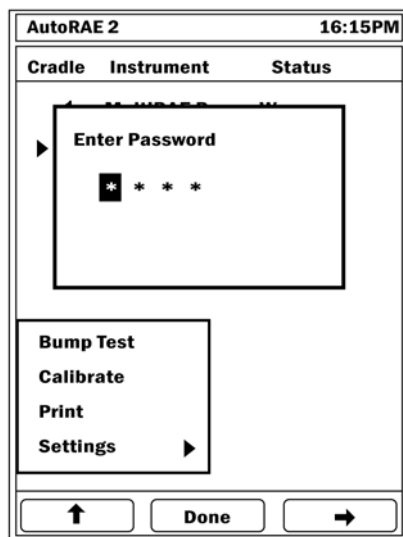 AutoRAE 2 16:15PM
Cradle Instrument Status
Enter Password
* * * *
Bump Test
Calibrate
Print
Settings
Done